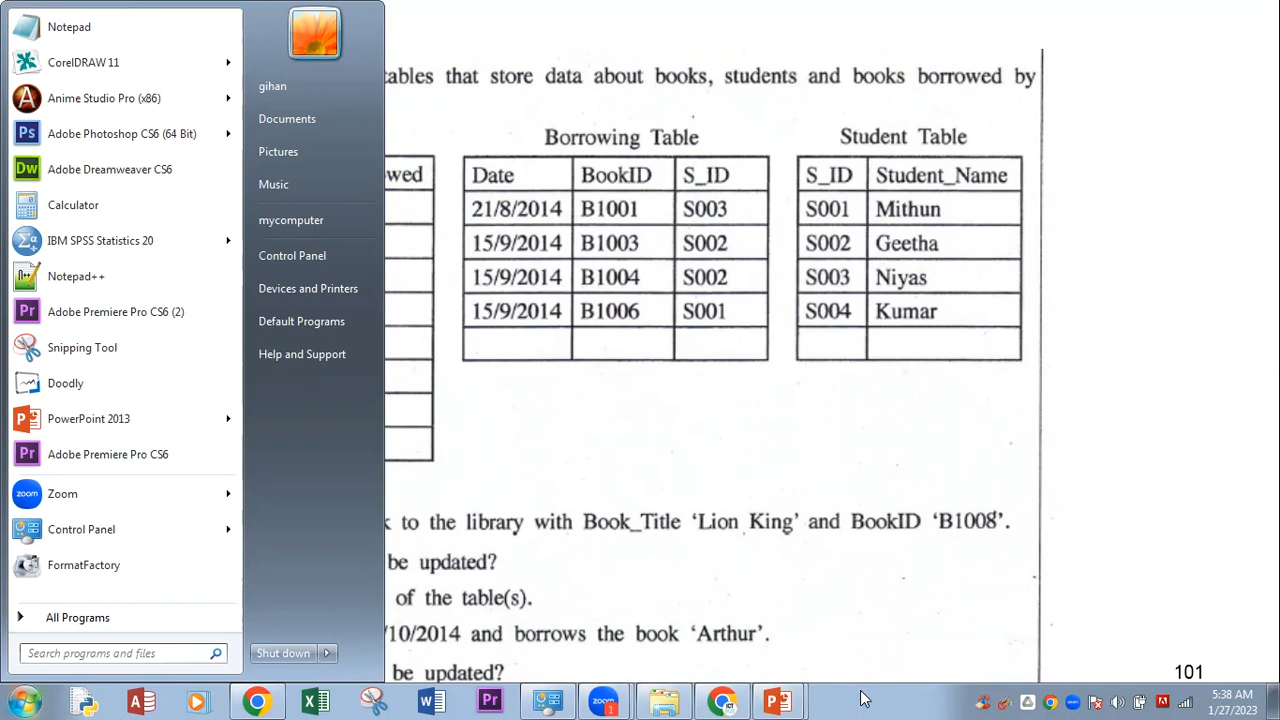 Notepad
CorelDRAW 11
Anime Studio Pro (x86)
Adobe Photoshop CS6 (64 Bit)
Adobe Dreamweaver CS6
Calculator
IBM SPSS Statistics 20
Notepad++
Adobe Premiere Pro CS6 (2)
Snipping Tool
Doodly
PowerPoint 2013
Adobe Premiere Pro CS6
Zoom
Control Panel
FormatFactory
All Programs
Search programs and files
gihan
Documents
Pictures
Music
mycomputer
Control Panel
Devices and Printers
Default Programs
Help and Support
Shut down
tables that store data about books, students and books borrowed by
Borrowing Table
Student Table
owed
Date BookID S_ID
21/8/2014 B1001 S003
15/9/2014 B1003 S002
15/9/2014 B1004 S002
15/9/2014 B1006 S001
S_ID Student_Name
S001 Mithun
S002 Geetha
S003 Niyas
S004 Kumar
k to the library with Book_Title 'Lion King' and BookID 'B1008'.
be updated?
of the table(s).
/10/2014 and borrows the book 'Arthur'.
be updated?
101
5:38 AM
1/27/2023